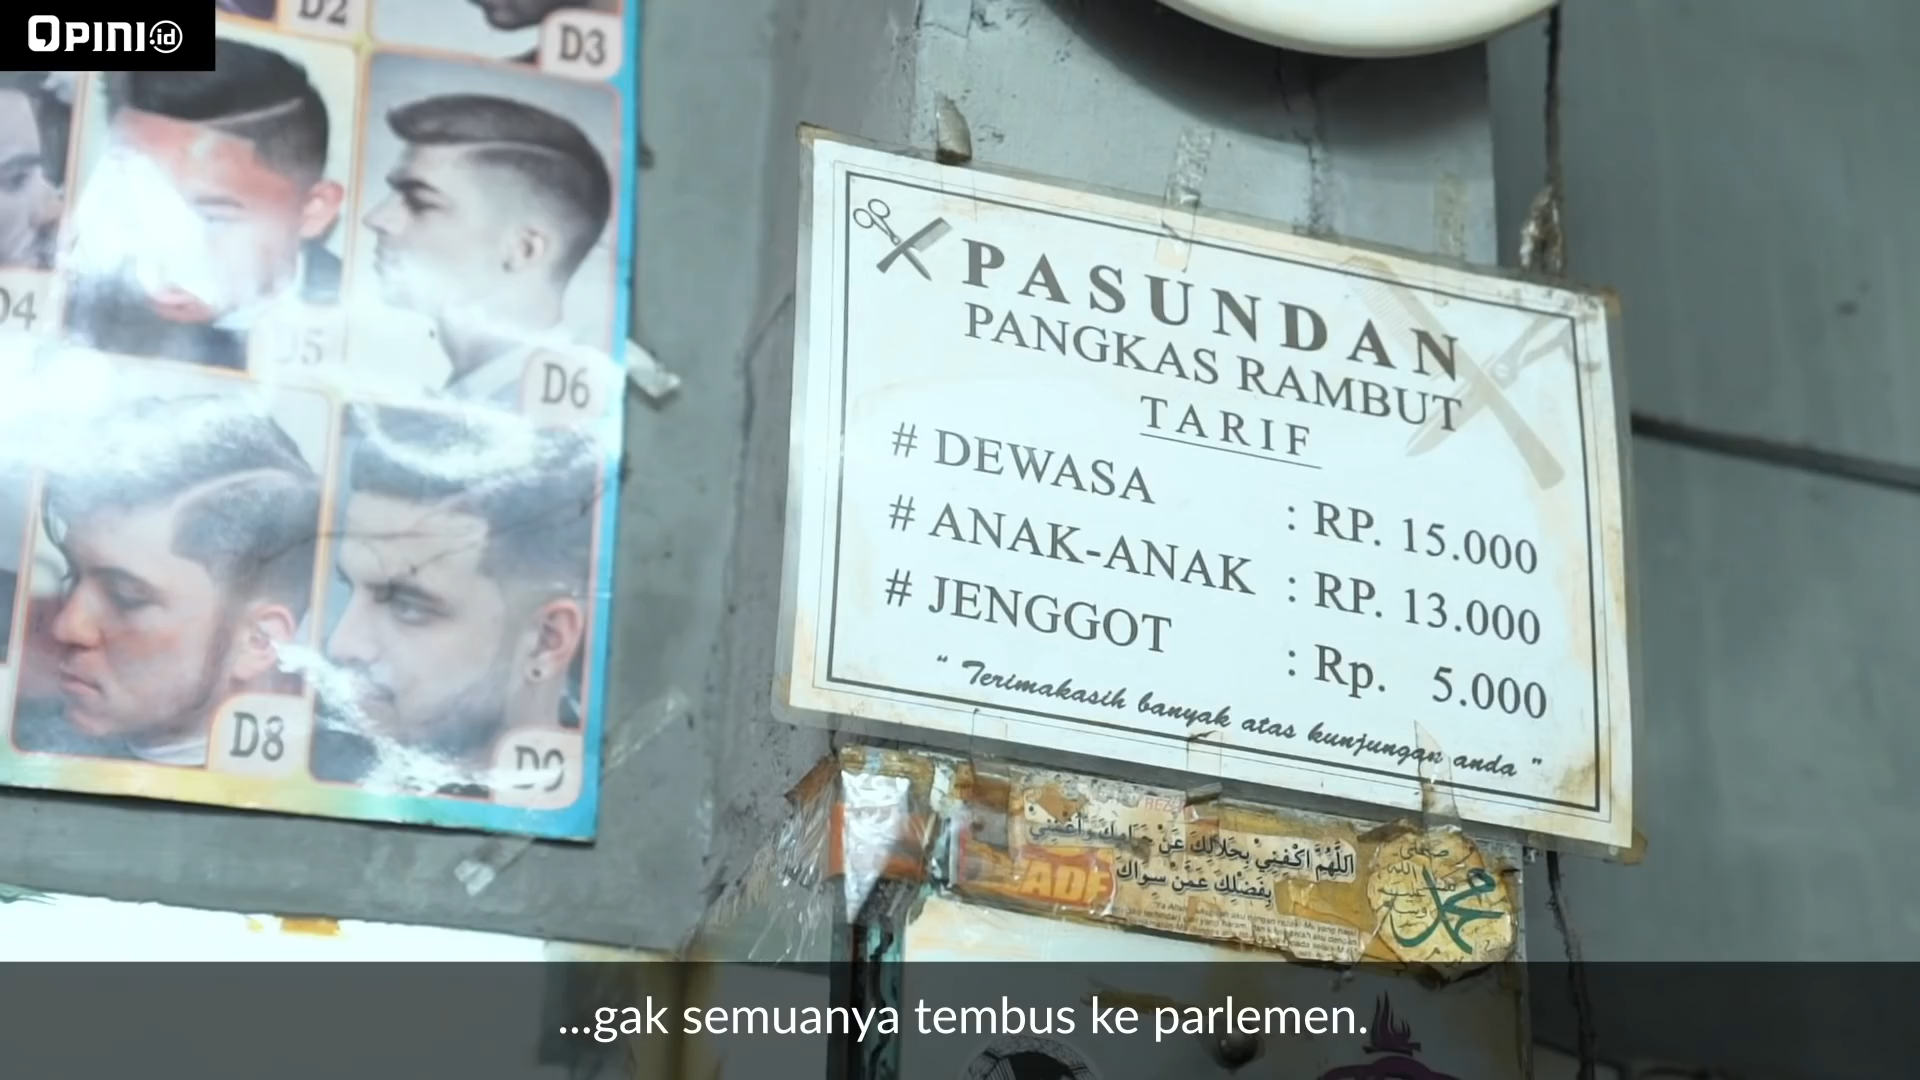 OPINI.id
D2
D3
D4
D5
D6
D8
D9
PASUNDAN
PANGKAS RAMBUT
TARIF
# DEWASA : RP. 15.000
# ANAK-ANAK : RP. 13.000
# JENGGOT : Rp. 5.000
“ Terimakasih banyak atas kunjungan anda ”
اللَّهُمَّ اكْفِنِيْ بِحَلَالِكَ عَنْ حَرَامِكَ وَأَغْنِنِيْ
بِفَضْلِكَ عَمَّنْ سِوَاكَ
محمد
...gak semuanya tembus ke parlemen.